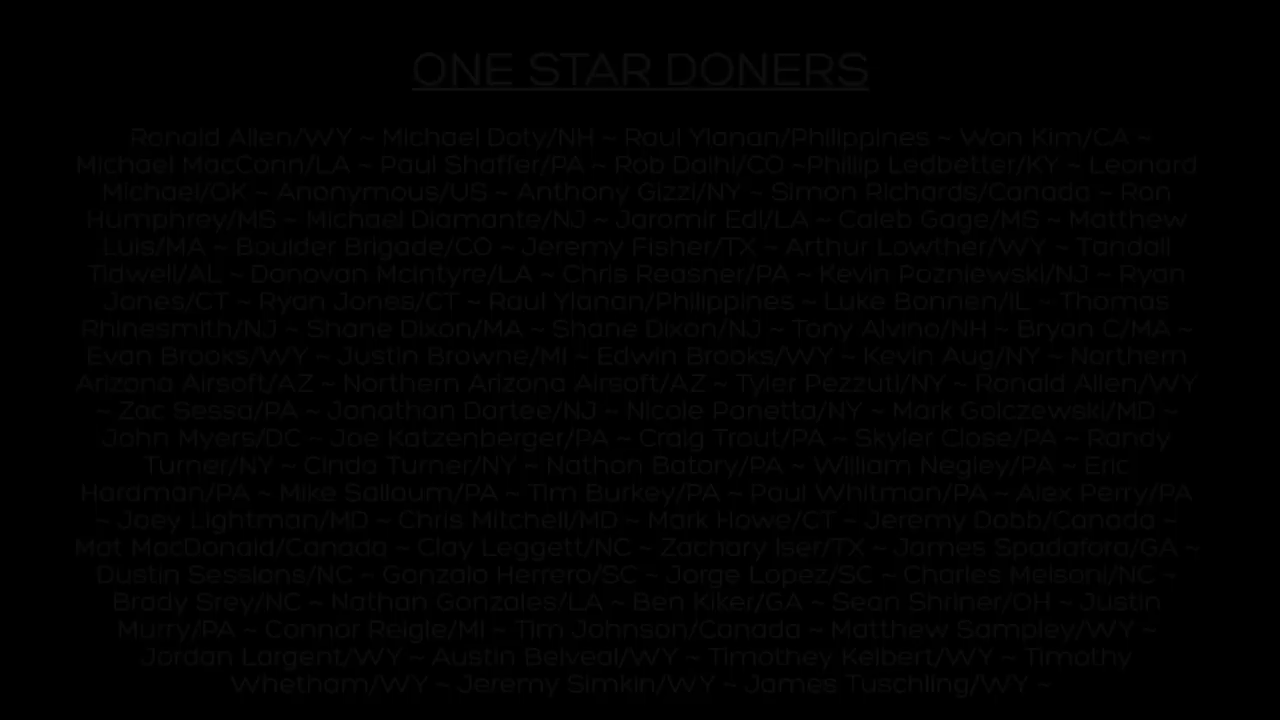 ONE STAR DONERS
Ronald Allen/WY ~ Michael Doty/NH ~ Raul Ylanan/Philippines ~ Won Kim/CA ~
Michael MacConn/LA ~ Paul Shaffer/PA ~ Rob Dalhi/CO ~Phillip Ledbetter/KY ~ Leonard
Michael/OK ~ Anonymous/US ~ Anthony Gizzi/NY ~ Simon Richards/Canada ~ Ron
Humphrey/MS ~ Michael Diamante/NJ ~ Jaromir Edl/LA ~ Caleb Gage/MS ~ Matthew
Luis/MA ~ Boulder Brigade/CO ~ Jeremy Fisher/TX ~ Arthur Lowther/WY ~ Tandall
Tidwell/AL ~ Donovan Mcintyre/LA ~ Chris Reasner/PA ~ Kevin Pozniewski/NJ ~ Ryan
Jones/CT ~ Ryan Jones/CT ~ Raul Ylanan/Philippines ~ Luke Bonnen/IL ~ Thomas
Rhinesmith/NJ ~ Shane Dixon/MA ~ Shane Dixon/NJ ~ Tony Alvino/NH ~ Bryan C/MA ~
Evan Brooks/WY ~ Justin Browne/MI ~ Edwin Brooks/WY ~ Kevin Aug/NY ~ Northern
Arizona Airsoft/AZ ~ Northern Arizona Airsoft/AZ ~ Tyler Pezzuti/NY ~ Ronald Allen/WY
~ Zac Sessa/PA ~ Jonathan Dartee/NJ ~ Nicole Panetta/NY ~ Mark Golczewski/MD ~
John Myers/DC ~ Joe Katzenberger/PA ~ Craig Trout/PA ~ Skyler Close/PA ~ Randy
Turner/NY ~ Cinda Turner/NY ~ Nathan Batory/PA ~ William Negley/PA ~ Eric
Hardman/PA ~ Mike Salloum/PA ~ Tim Burkey/PA ~ Paul Whitman/PA ~ Alex Perry/PA
~ Joey Lightman/MD ~ Chris Mitchell/MD ~ Mark Howe/CT ~ Jeremy Dobb/Canada ~
Mat MacDonald/Canada ~ Clay Leggett/NC ~ Zachary Iser/TX ~ James Spadafora/GA ~
Dustin Sessions/NC ~ Gonzalo Herrero/SC ~ Jorge Lopez/SC ~ Charles Melsoni/NC ~
Brady Srey/NC ~ Nathan Gonzales/LA ~ Ben Kiker/GA ~ Sean Shriner/OH ~ Justin
Murry/PA ~ Connor Reigle/MI ~ Tim Johnson/Canada ~ Matthew Sampley/WY ~
Jordan Largent/WY ~ Austin Belveal/WY ~ Timothey Kelbert/WY ~ Timothy
Whetham/WY ~ Jeremy Simkin/WY ~ James Tuschling/WY ~